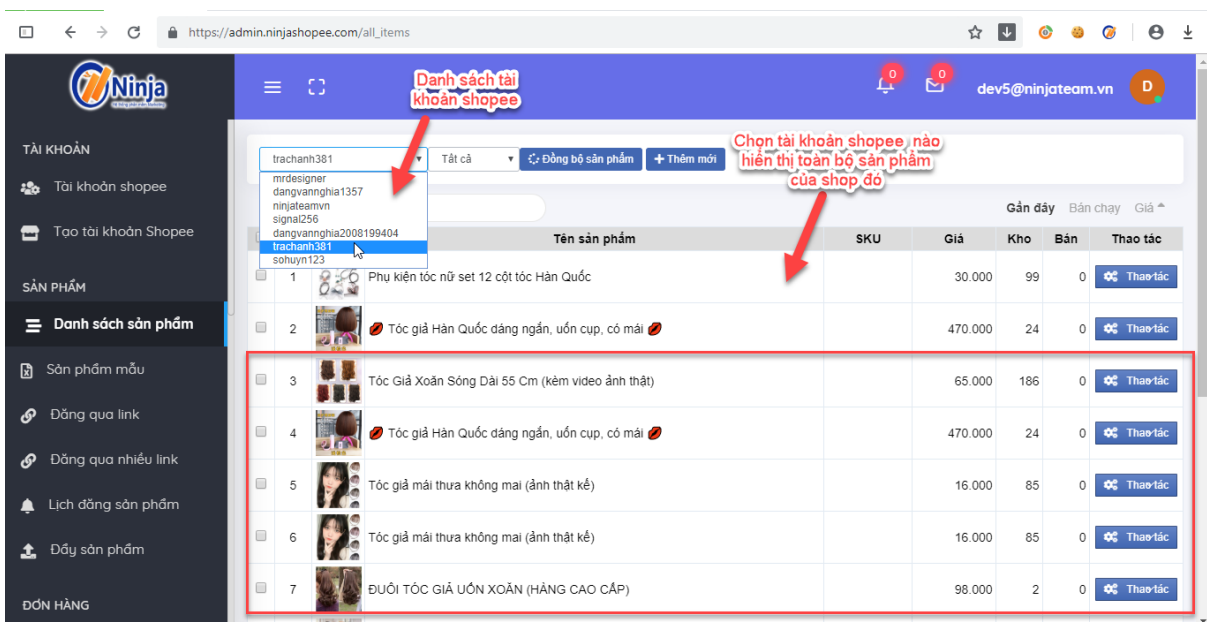 https://admin.ninjashopee.com/all_items
Ninja
Danh sách tài
khoản shopee
0
0
dev5@ninjateam.vn
D
TÀI KHOẢN
Tài khoản shopee
Tạo tài khoản Shopee
SẢN PHẨM
Danh sách sản phẩm
Sản phẩm mẫu
Đăng qua link
Đăng qua nhiều link
Lịch đăng sản phẩm
Đẩy sản phẩm
ĐƠN HÀNG
trachanh381
Tất cả
Đồng bộ sản phẩm
+ Thêm mới
Chọn tài khoản shopee nào
hiển thị toàn bộ sản phẩm
của shop đó
mrdesigner
dangvannghia1357
ninjateamvn
signal256
dangvannghia2008199404
trachanh381
sohuyn123
Gần đây Bán chạy Giá
Tên sản phẩm SKU Giá Kho Bán Thao tác
1 Phụ kiện tóc nữ set 12 cột tóc Hàn Quốc 30.000 99 0 Thao tác
2 💋 Tóc giả Hàn Quốc dáng ngắn, uốn cụp, có mái 💋 470.000 24 0 Thao tác
3 Tóc Giả Xoăn Sóng Dài 55 Cm (kèm video ảnh thật) 65.000 186 0 Thao tác
4 💋 Tóc giả Hàn Quốc dáng ngắn, uốn cụp, có mái 💋 470.000 24 0 Thao tác
5 Tóc giả mái thưa không mai (ảnh thật kế) 16.000 85 0 Thao tác
6 Tóc giả mái thưa không mai (ảnh thật kế) 16.000 85 0 Thao tác
7 ĐUÔI TÓC GIẢ UỐN XOĂN (HÀNG CAO CẤP) 98.000 2 0 Thao tác